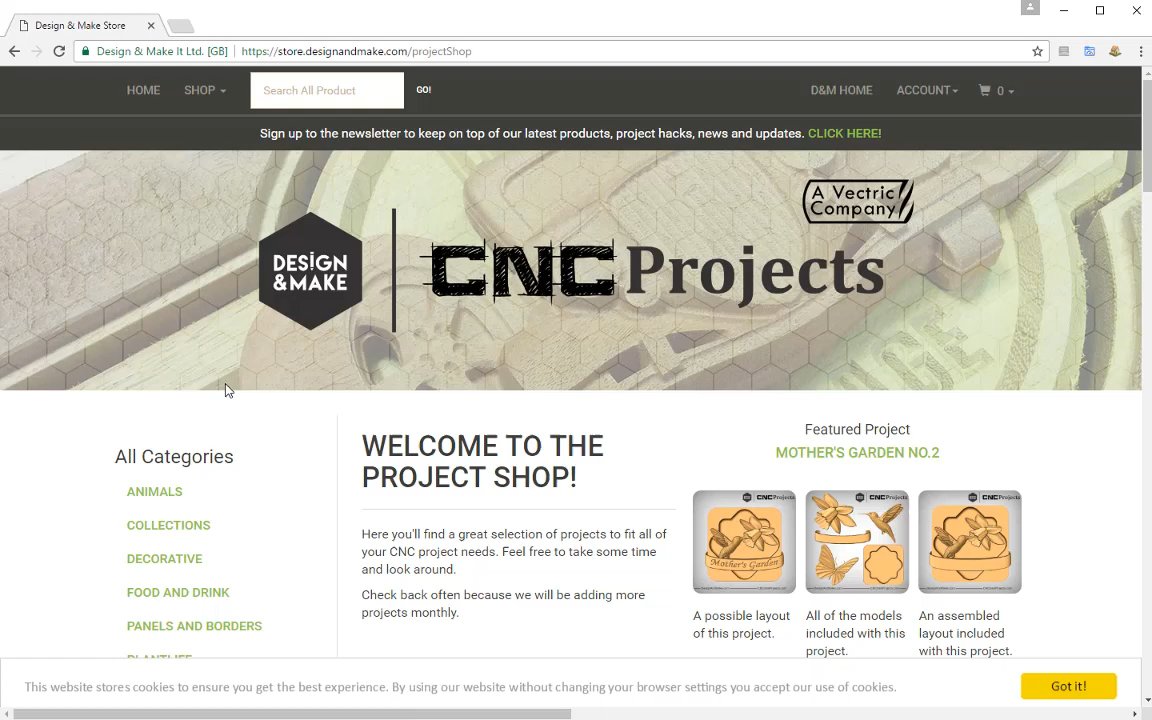 Design & Make Store
Design & Make It Ltd. [GB] https://store.designandmake.com/projectShop
HOME SHOP Search All Product GO! D&M HOME ACCOUNT 0
Sign up to the newsletter to keep on top of our latest products, project hacks, news and updates. CLICK HERE!
A Vectric
Company
DESIGN
&MAKE
CNC Projects
All Categories
ANIMALS
COLLECTIONS
DECORATIVE
FOOD AND DRINK
PANELS AND BORDERS
PLANTLIFE
WELCOME TO THE
PROJECT SHOP!
Here you'll find a great selection of projects to fit all of
your CNC project needs. Feel free to take some time
and look around.
Check back often because we will be adding more
projects monthly.
Featured Project
MOTHER'S GARDEN NO.2
CNCProjects
Mother's Garden
CNCProjects
CNCProjects
A possible layout
of this project.
All of the models
included with this
project.
An assembled
layout included
with this project.
This website stores cookies to ensure you get the best experience. By using our website without changing your browser settings you accept our use of cookies.
Got it!